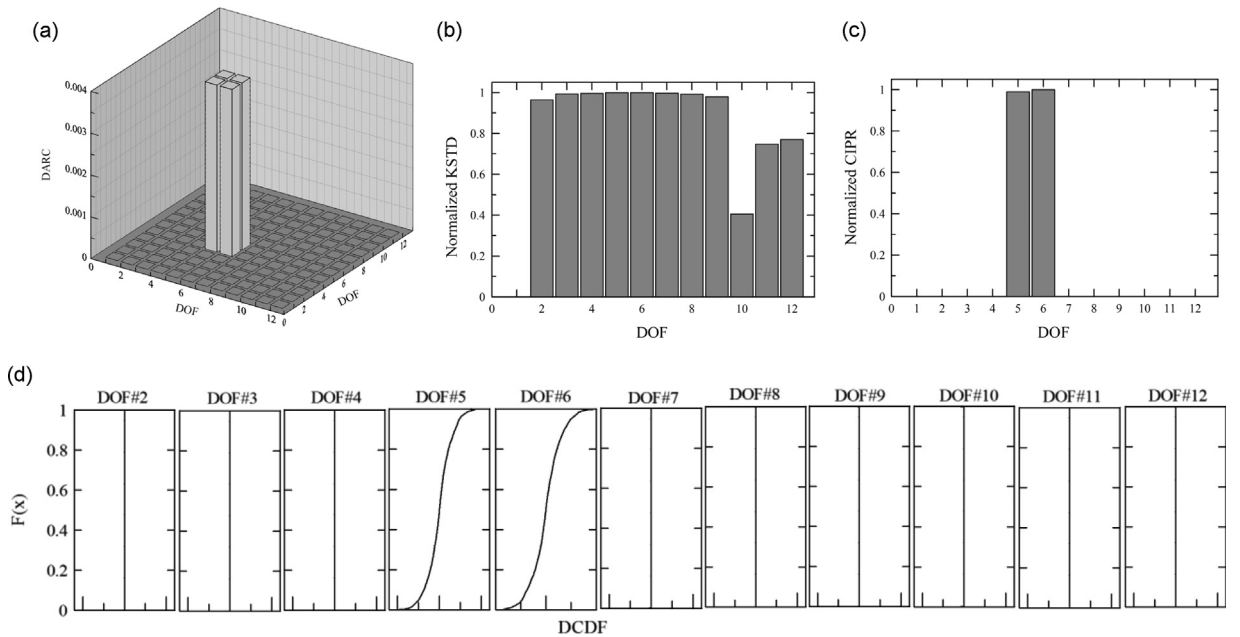 (a)
DARC
0.004
0.003
0.002
0.001
0
0 2 4 6 8 10 12
DOF
0 2 4 6 8 10 12
DOF
(b)
Normalized KSTD
1
0.8
0.6
0.4
0.2
0
2 4 6 8 10 12
DOF
(c)
Normalized CIPR
1
0.8
0.6
0.4
0.2
0
0 1 2 3 4 5 6 7 8 9 10 11 12
DOF
(d)
DOF#2 DOF#3 DOF#4 DOF#5 DOF#6 DOF#7 DOF#8 DOF#9 DOF#10 DOF#11 DOF#12
F(x)
1
0.8
0.6
0.4
0.2
0
DCDF